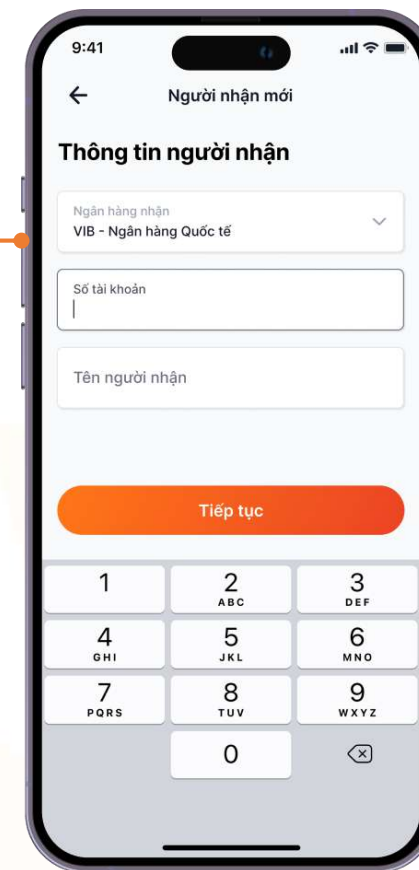 9:41
Người nhận mới
Thông tin người nhận
Ngân hàng nhận
VIB - Ngân hàng Quốc tế
Số tài khoản
Tên người nhận
Tiếp tục
1 2 3
ABC DEF
4 5 6
GHI JKL MNO
7 8 9
PQRS TUV WXYZ
0